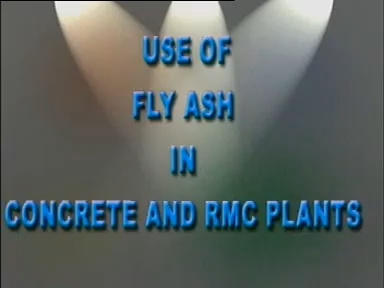 USE OF
FLY ASH
IN
CONCRETE AND RMC PLANTS